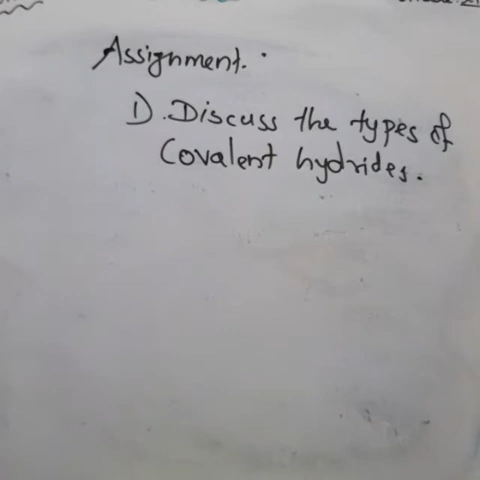 Assignment.
1). Discuss the types of
Covalent hydrides.